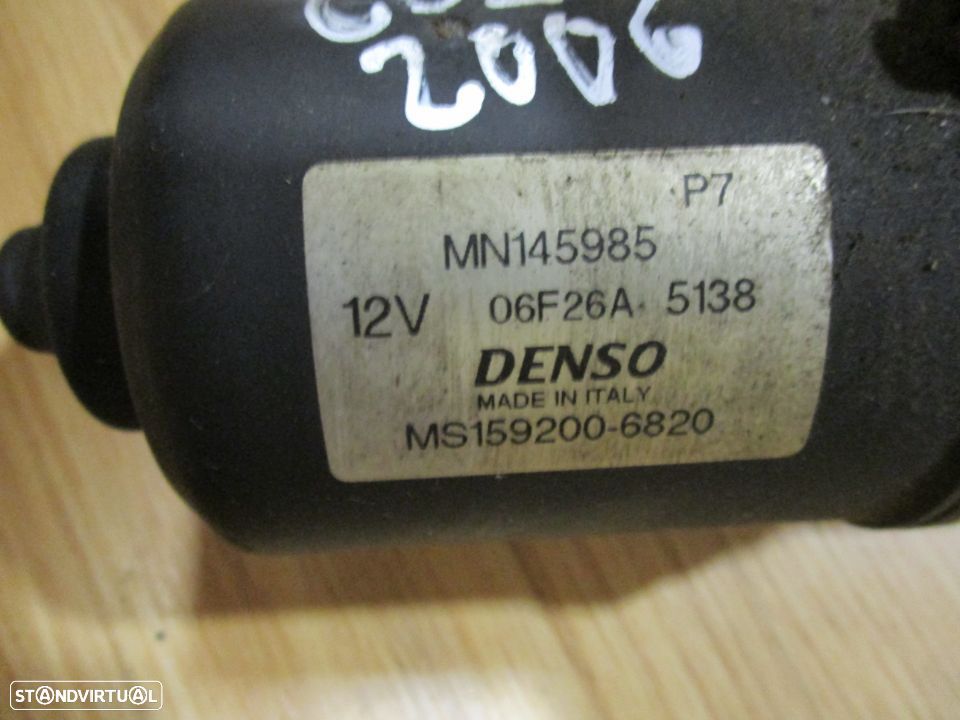 2006
P7
MN145985
12V 06F26A 5138
DENSO
MADE IN ITALY
MS159200-6820
STANDVIRTUAL